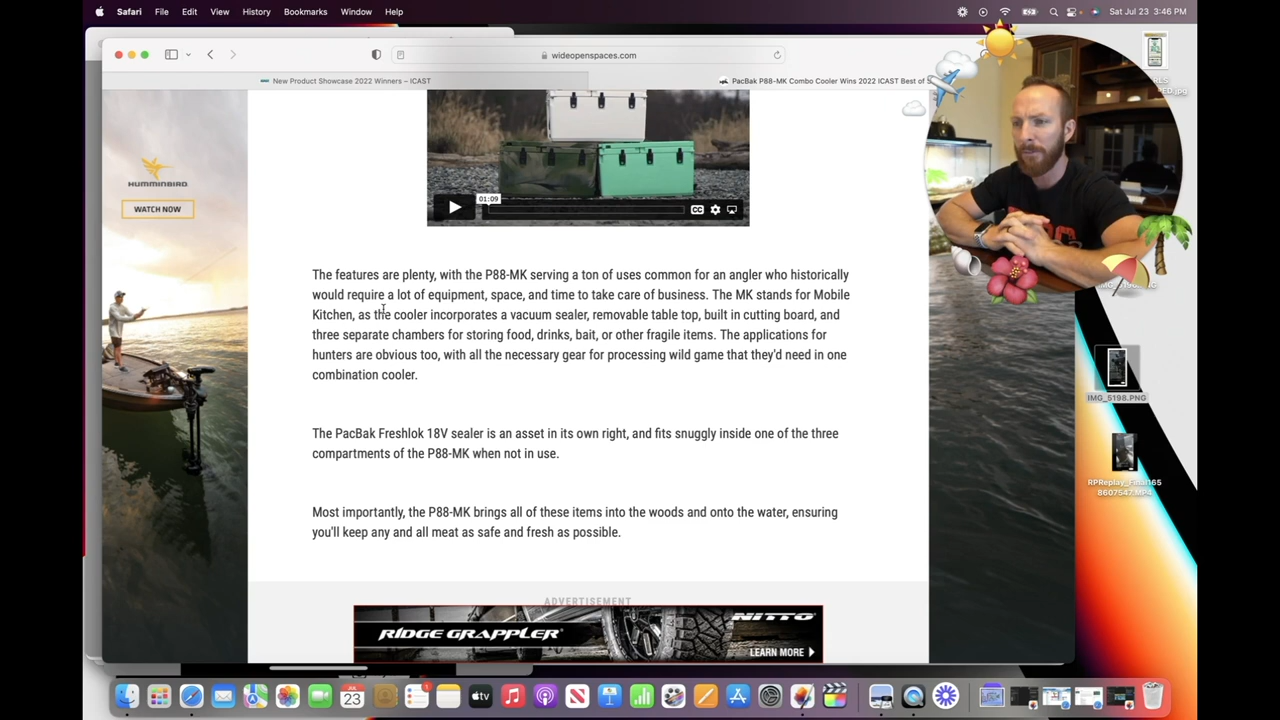 Safari File Edit View History Bookmarks Window Help
Sat Jul 23 3:46 PM
wideopenspaces.com
New Product Showcase 2022 Winners – ICAST
PacBak P88-MK Combo Cooler Wins 2022 ICAST Best of
HUMMINBIRD
WATCH NOW
01:09
CC
The features are plenty, with the P88-MK serving a ton of uses common for an angler who historically
would require a lot of equipment, space, and time to take care of business. The MK stands for Mobile
Kitchen, as the cooler incorporates a vacuum sealer, removable table top, built in cutting board, and
three separate chambers for storing food, drinks, bait, or other fragile items. The applications for
hunters are obvious too, with all the necessary gear for processing wild game that they'd need in one
combination cooler.
The PacBak Freshlok 18V sealer is an asset in its own right, and fits snuggly inside one of the three
compartments of the P88-MK when not in use.
Most importantly, the P88-MK brings all of these items into the woods and onto the water, ensuring
you'll keep any and all meat as safe and fresh as possible.
ADVERTISEMENT
RIDGE GRAPPLER
NITTO
LEARN MORE
IMG_5198.PNG
RPReplay_Final165
8607547.MP4
JUL
23
tv